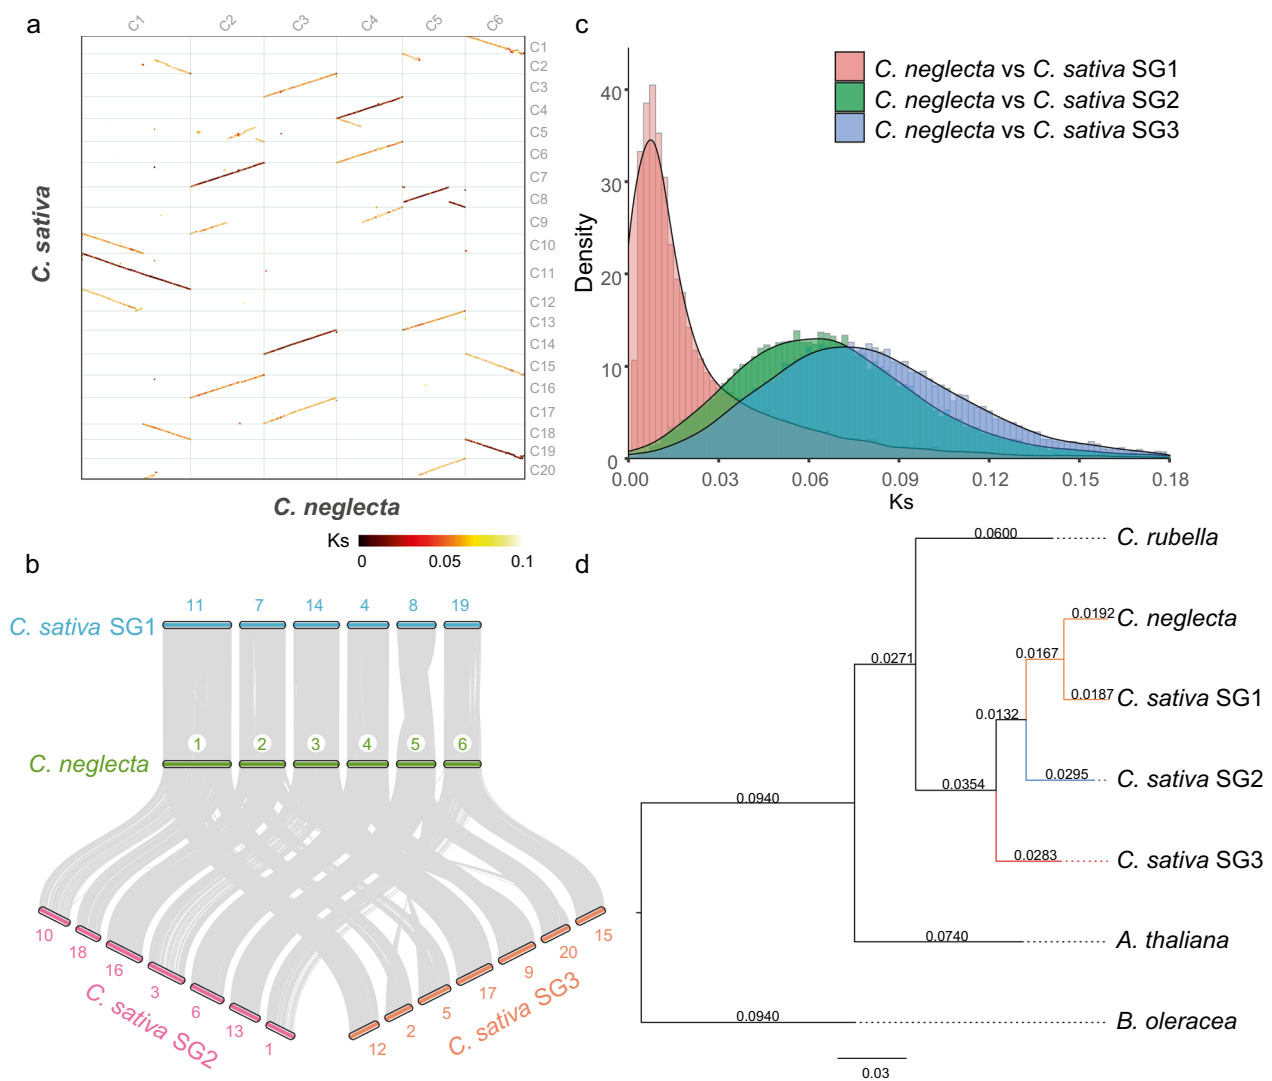 a
C1 C2 C3 C4 C5 C6
C1
C2
C3
C4
C5
C6
C7
C8
C9
C10
C11
C12
C13
C14
C15
C16
C17
C18
C19
C20
C. sativa
C. neglecta
Ks
0 0.05 0.1
b
11 7 14 4 8 19
C. sativa SG1
1 2 3 4 5 6
C. neglecta
10 18 16 3 6 13 1
C. sativa SG2
12 2 5 17 9 20 15
C. sativa SG3
c
C. neglecta vs C. sativa SG1
C. neglecta vs C. sativa SG2
C. neglecta vs C. sativa SG3
Density
40
30
20
10
0
0.00 0.03 0.06 0.09 0.12 0.15 0.18
Ks
d
0.0600 C. rubella
0.0192 C. neglecta
0.0271 0.0167
0.0187 C. sativa SG1
0.0132
0.0295 C. sativa SG2
0.0354
0.0940
0.0283 C. sativa SG3
0.0740 A. thaliana
0.0940 B. oleracea
0.03